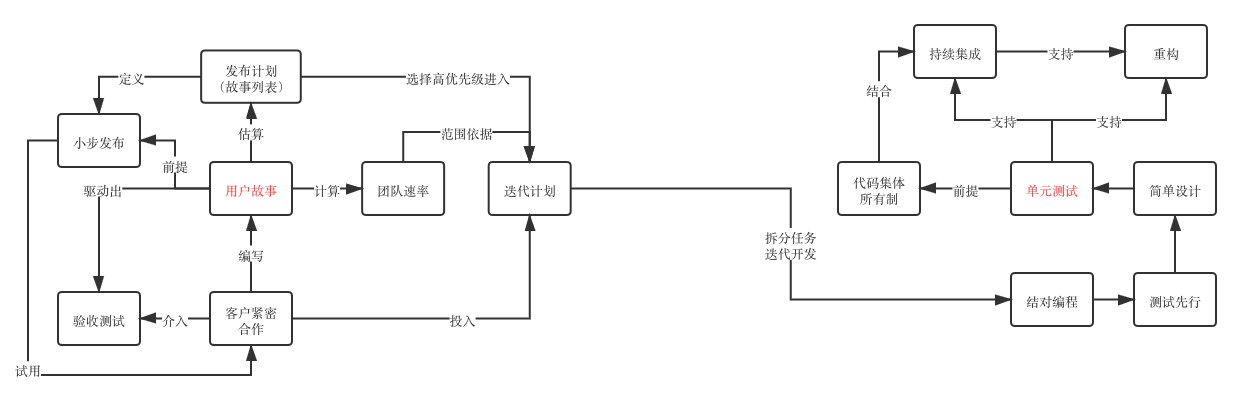 发布计划
（故事列表）
定义
选择高优先级进入
小步发布
估算
范围依据
前提
驱动出
用户故事
计算
团队速率
迭代计划
编写
验收测试
介入
客户紧密
合作
投入
试用
拆分任务
迭代开发
持续集成
支持
重构
结合
支持
支持
代码集体
所有制
前提
单元测试
简单设计
结对编程
测试先行